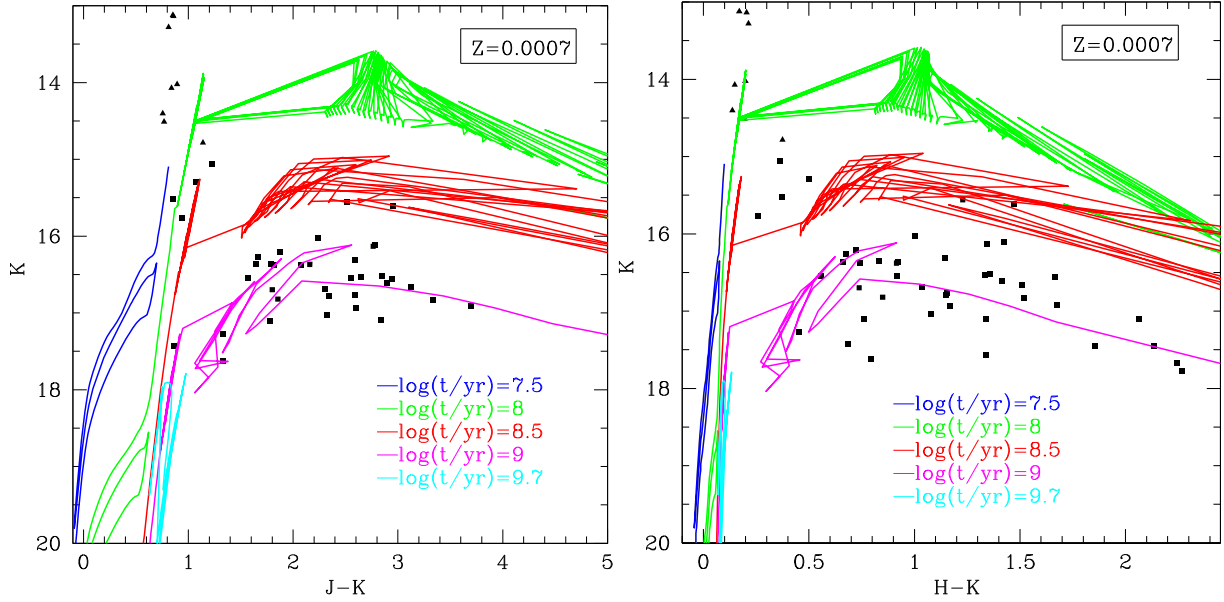 Z=0.0007
14
16
18
20
K
0
1
2
3
4
5
J−K
log(t/yr)=7.5
log(t/yr)=8
log(t/yr)=8.5
log(t/yr)=9
log(t/yr)=9.7
Z=0.0007
14
16
18
20
K
0
0.5
1
1.5
2
H−K
log(t/yr)=7.5
log(t/yr)=8
log(t/yr)=8.5
log(t/yr)=9
log(t/yr)=9.7